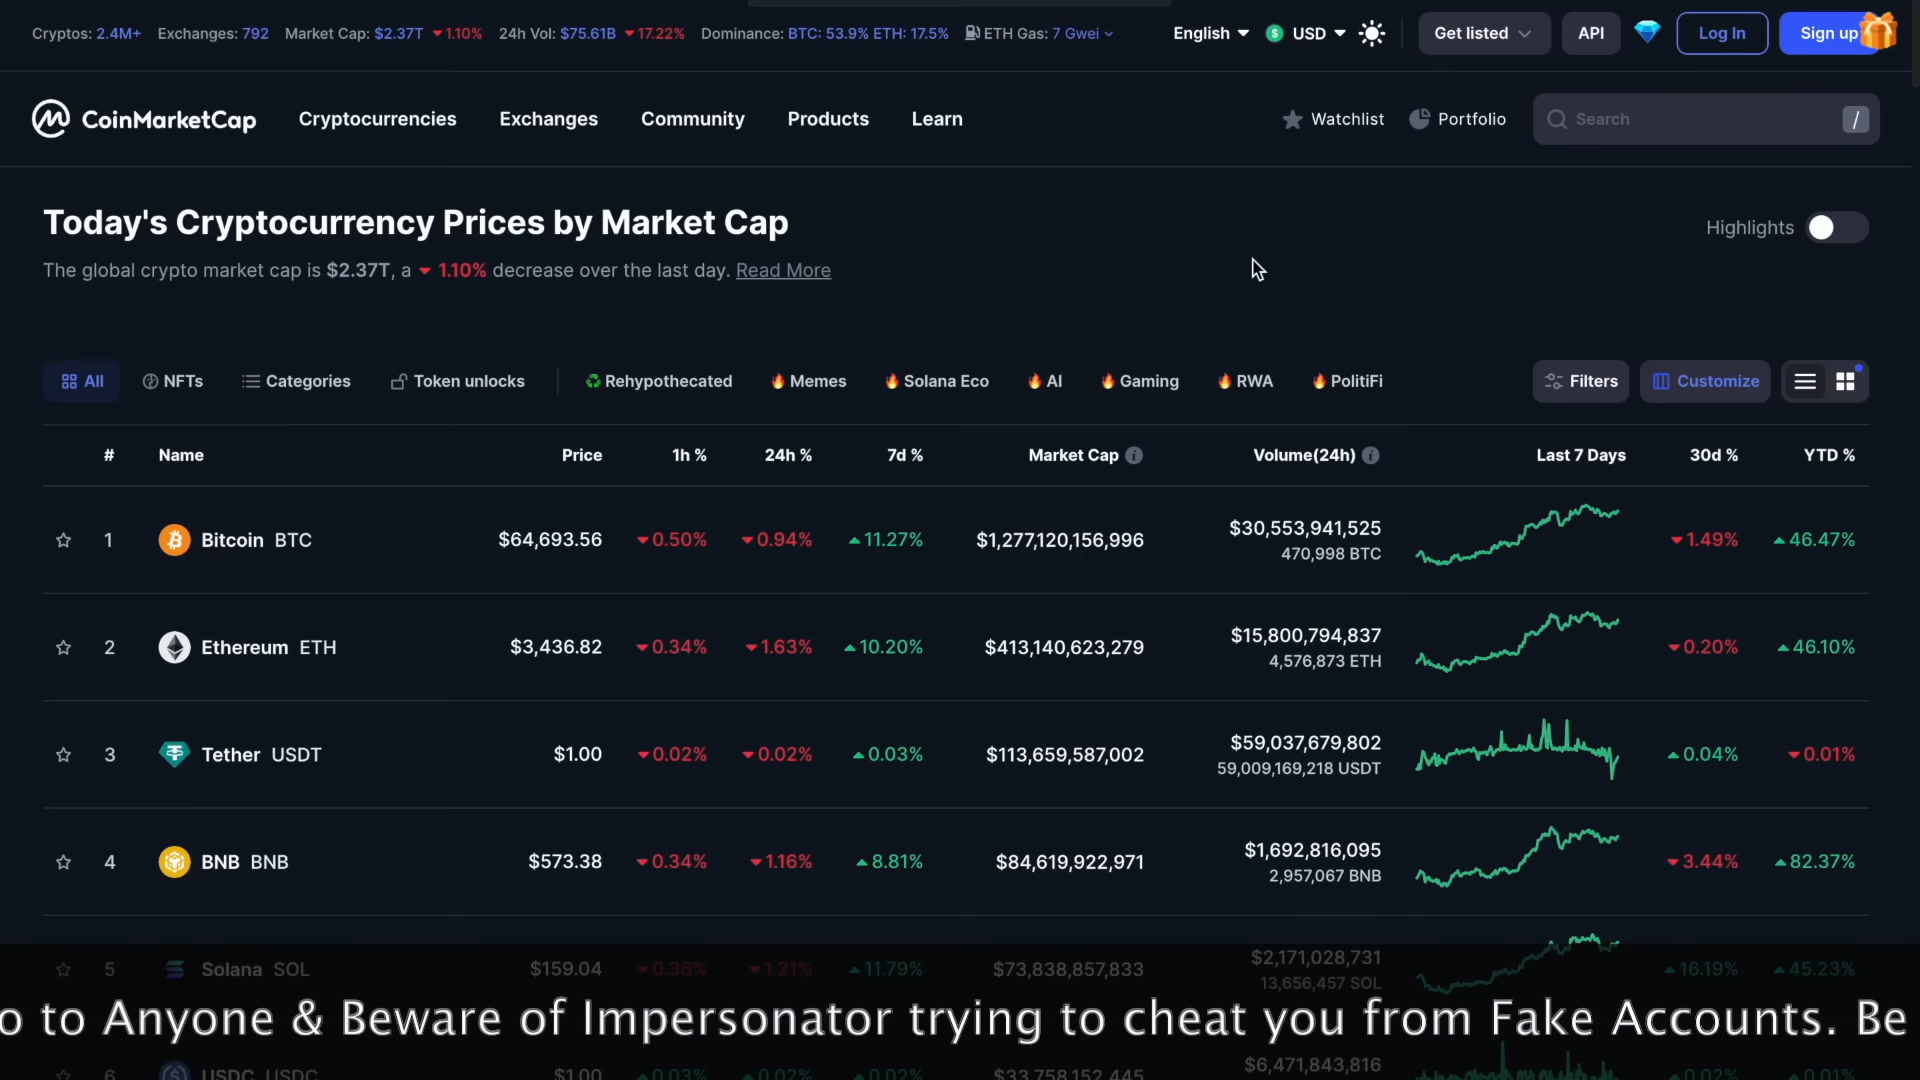 Cryptos: 2.4M+ Exchanges: 792 Market Cap: $2.37T 1.10% 24h Vol: $75.61B 17.22% Dominance: BTC: 53.9% ETH: 17.5% ETH Gas: 7 Gwei English USD Get listed API Log In Sign up
CoinMarketCap Cryptocurrencies Exchanges Community Products Learn Watchlist Portfolio Search /
Today's Cryptocurrency Prices by Market Cap
Highlights
The global crypto market cap is $2.37T, a 1.10% decrease over the last day. Read More
All NFTs Categories Token unlocks Rehypothecated Memes Solana Eco AI Gaming RWA PolitiFi Filters Customize
# Name Price 1h % 24h % 7d % Market Cap Volume(24h) Last 7 Days 30d % YTD %
1 Bitcoin BTC $64,693.56 0.50% 0.94% 11.27% $1,277,120,156,996 $30,553,941,525 1.49% 46.47%
470,998 BTC
2 Ethereum ETH $3,436.82 0.34% 1.63% 10.20% $413,140,623,279 $15,800,794,837 0.20% 46.10%
4,576,873 ETH
3 Tether USDT $1.00 0.02% 0.02% 0.03% $113,659,587,002 $59,037,679,802 0.04% 0.01%
59,009,169,218 USDT
4 BNB BNB $573.38 0.34% 1.16% 8.81% $84,619,922,971 $1,692,816,095 3.44% 82.37%
2,957,067 BNB
5 Solana SOL $159.04 0.36% 1.21% 11.79% $73,838,857,833 $2,171,028,731 16.19% 45.23%
13,656,457 SOL
o to Anyone & Beware of Impersonator trying to cheat you from Fake Accounts. Be
6 USDC USDC $1.00 0.03% 0.02% 0.02% $33,758,152,445 $6,471,843,816 0.02% 0.01%